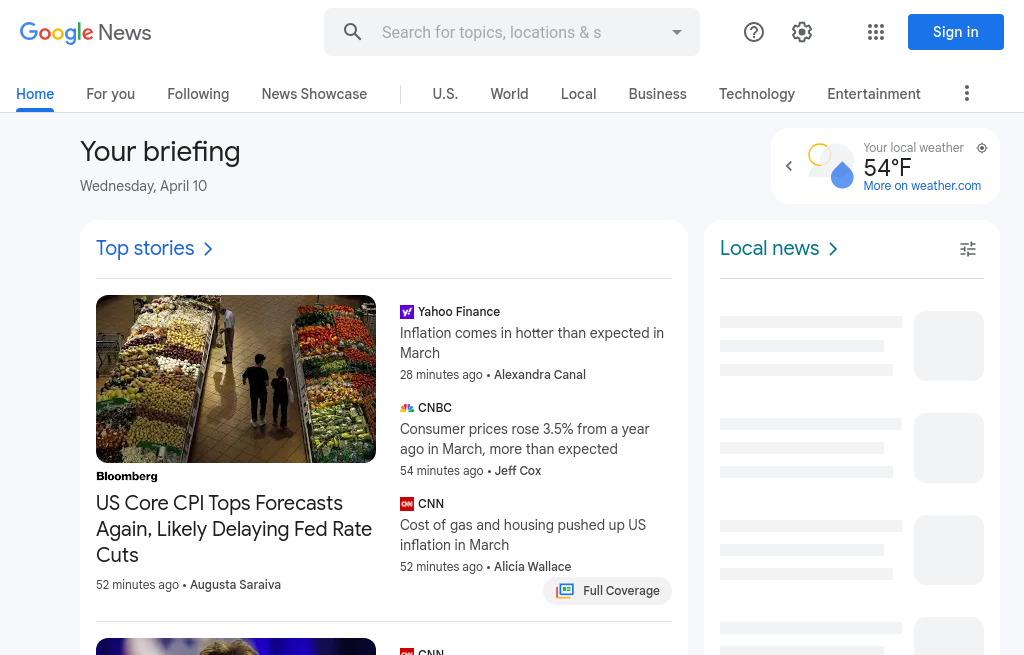 Google News
Search for topics, locations & s
Sign in
Home
For you
Following
News Showcase
U.S.
World
Local
Business
Technology
Entertainment
Your briefing
Wednesday, April 10
Your local weather
54°F
More on weather.com
Top stories
Bloomberg
US Core CPI Tops Forecasts
Again, Likely Delaying Fed Rate
Cuts
52 minutes ago • Augusta Saraiva
Yahoo Finance
Inflation comes in hotter than expected in
March
28 minutes ago • Alexandra Canal
CNBC
Consumer prices rose 3.5% from a year
ago in March, more than expected
54 minutes ago • Jeff Cox
CNN
CNN
Cost of gas and housing pushed up US
inflation in March
52 minutes ago • Alicia Wallace
Full Coverage
CNN
Local news